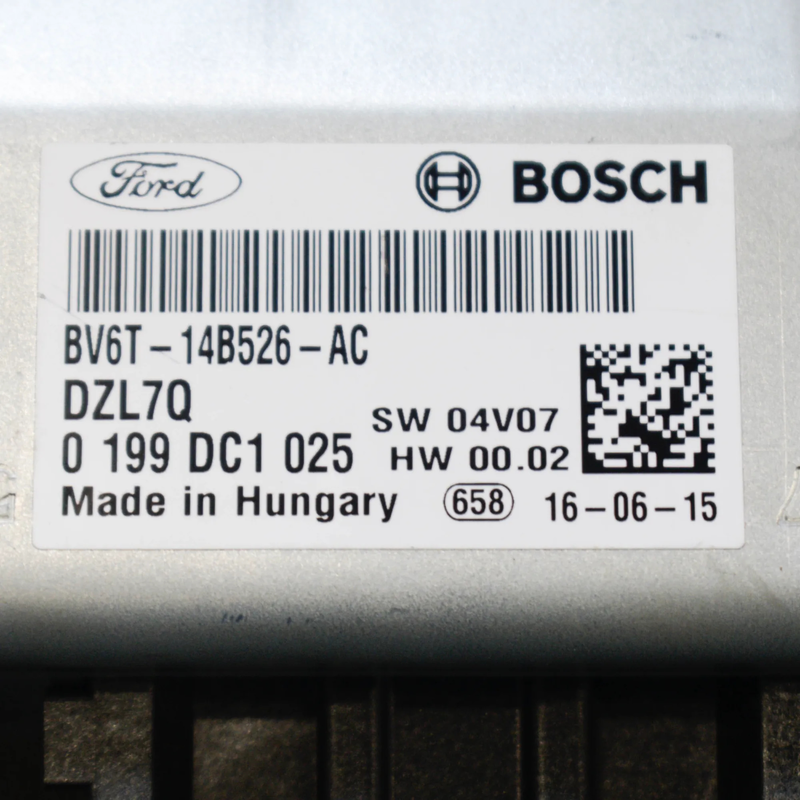 Ford BOSCH
BV6T-14B526-AC
DZL7Q
SW 04V07
0 199 DC1 025
HW 00.02
Made in Hungary 658 16-06-15